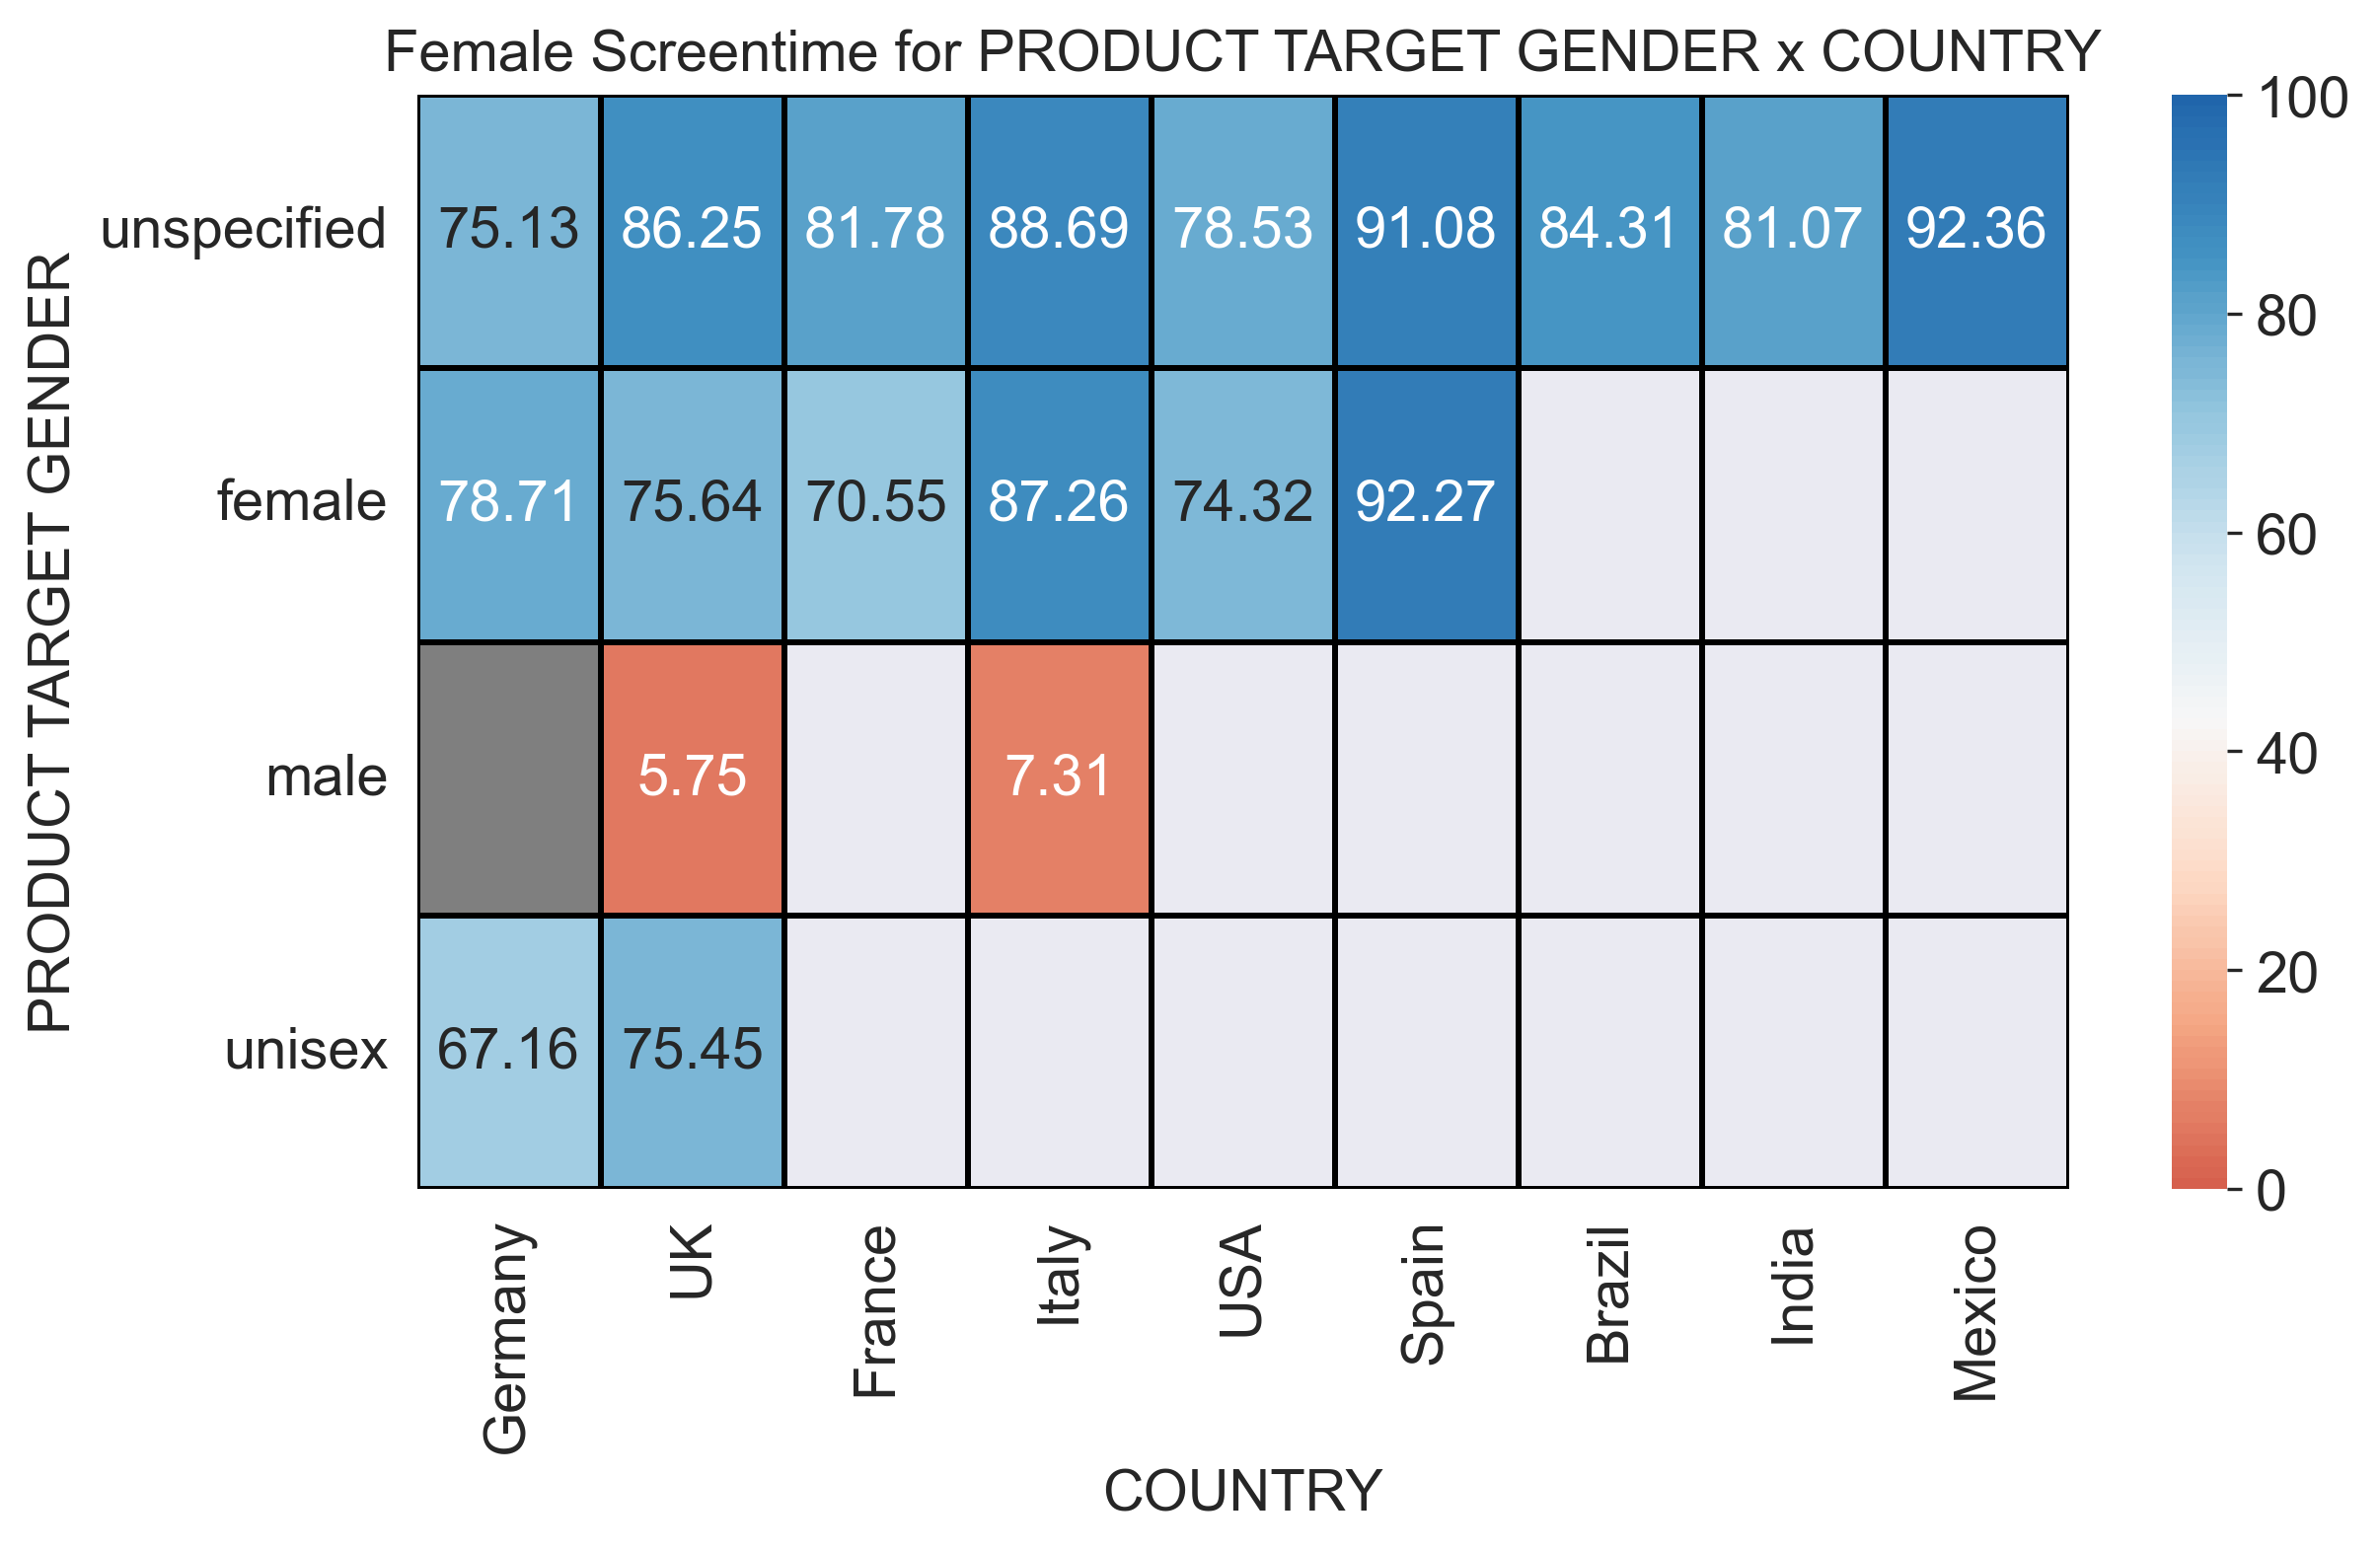 Female Screentime for PRODUCT TARGET GENDER x COUNTRY
PRODUCT TARGET GENDER
unspecified 75.13 86.25 81.78 88.69 78.53 91.08 84.31 81.07 92.36
female 78.71 75.64 70.55 87.26 74.32 92.27
male 5.75 7.31
unisex 67.16 75.45
Germany UK France Italy USA Spain Brazil India Mexico
COUNTRY
100
80
60
40
20
0